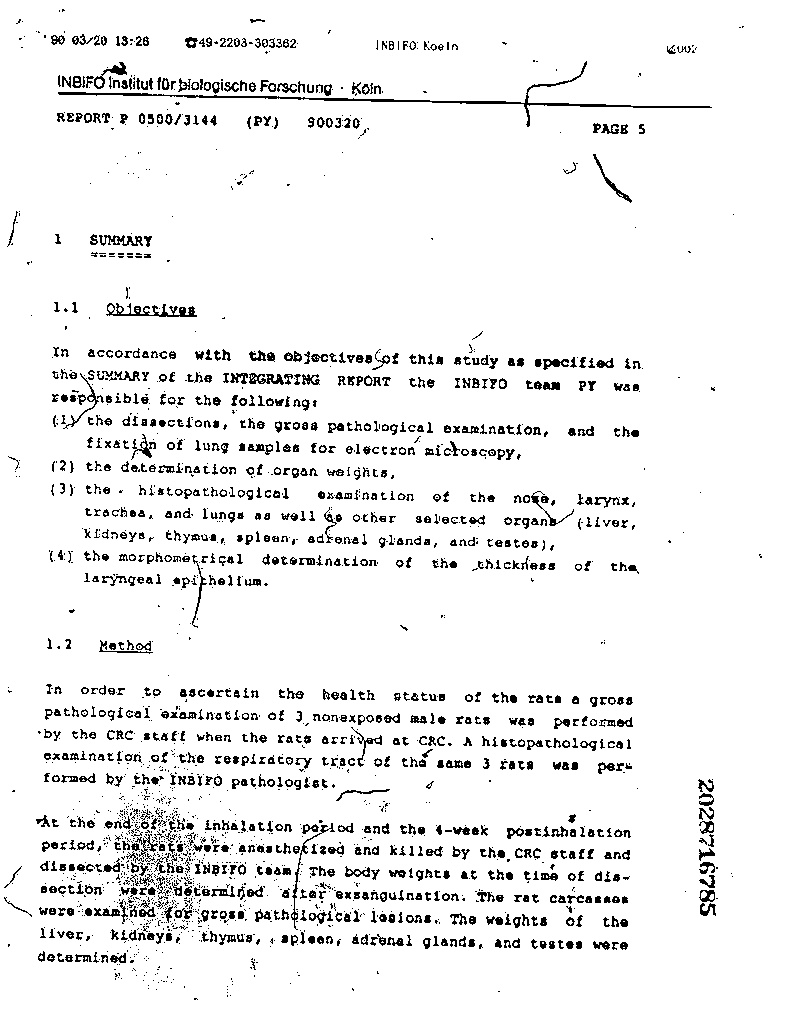 '90 03/20 13:26 ☎49-2203-303362 INBIFO Koeln 002
INBIFO Institut für biologische Forschung · Köln
REPORT P 0500/3144 (PY) 900320 PAGE 5
1 SUMMARY
=======
1.1 Objectives
In accordance with the objectives of this study as specified in
the SUMMARY of the INTEGRATING REPORT the INBIFO team PY was
responsible for the following:
(1) the dissections, the gross pathological examination, and the
fixation of lung samples for electron microscopy,
(2) the determination of organ weights,
(3) the histopathological examination of the nose, larynx,
trachea, and lungs as well as other selected organs (liver,
kidneys, thymus, spleen, adrenal glands, and testes),
(4) the morphometrical determination of the thickness of the
laryngeal epithelium.
1.2 Method
In order to ascertain the health status of the rats a gross
pathological examination of 3 nonexposed male rats was performed
by the CRC staff when the rats arrived at CRC. A histopathological
examination of the respiratory tract of the same 3 rats was per-
formed by the INBIFO pathologist.
At the end of the inhalation period and the 4-week postinhalation
period, the rats were anesthetized and killed by the CRC staff and
dissected by the INBIFO team. The body weights at the time of dis-
section were determined after exsanguination. The rat carcasses
were examined for gross pathological lesions. The weights of the
liver, kidneys, thymus, spleen, adrenal glands, and testes were
determined.
2028716785